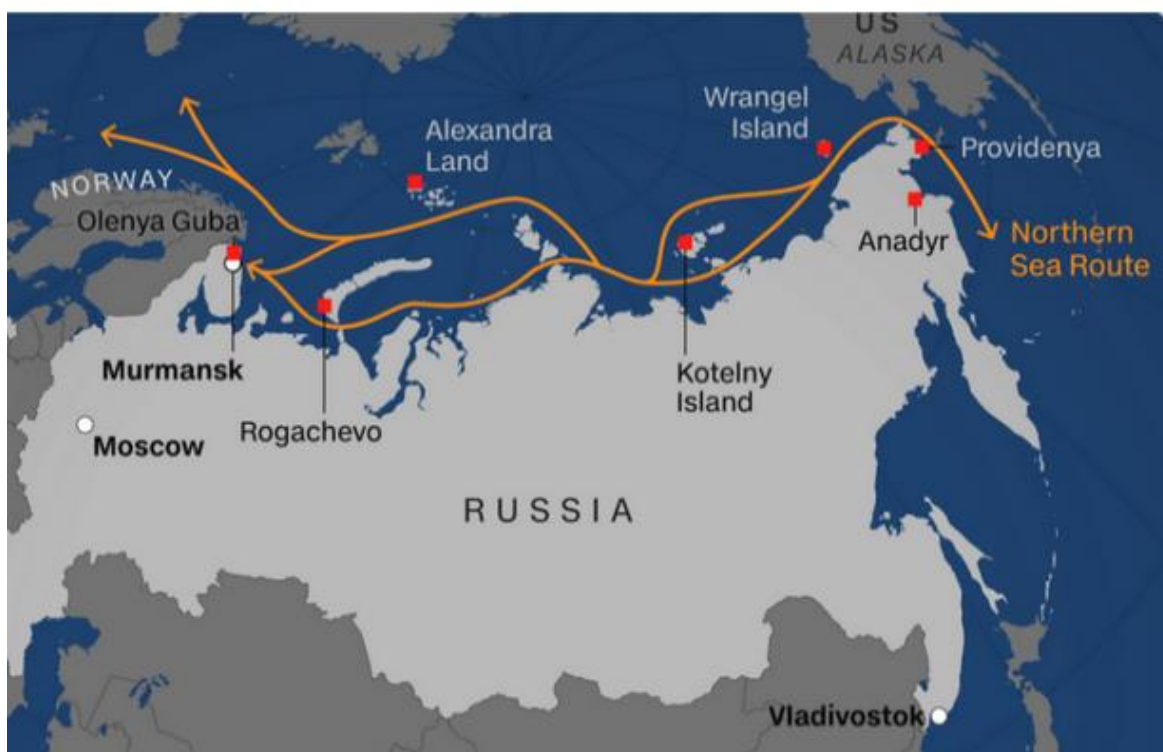 US
ALASKA
Wrangel
Island
Alexandra
Land
Providenya
NORWAY
Olenya Guba
Anadyr
Northern
Sea Route
Murmansk
Kotelny
Island
Rogachevo
Moscow
RUSSIA
Vladivostok